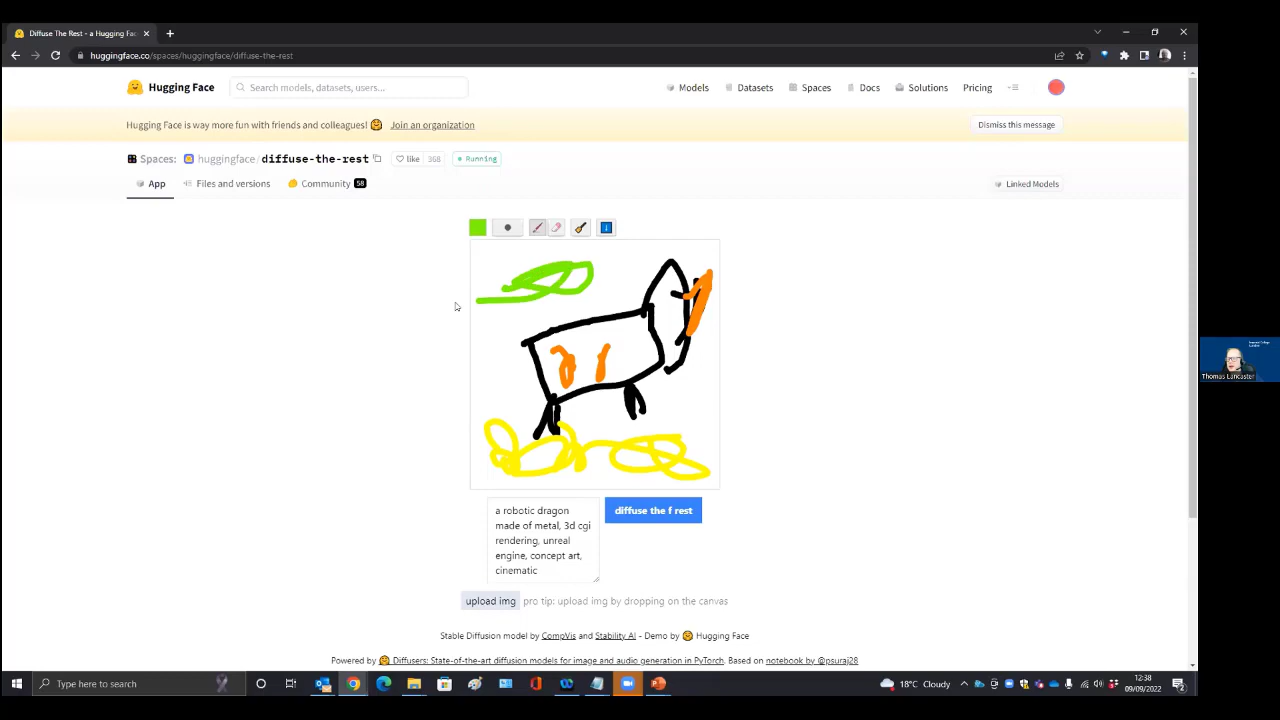 Diffuse The Rest - a Hugging Fac
huggingface.co/spaces/huggingface/diffuse-the-rest
Hugging Face
Search models, datasets, users...
Models
Datasets
Spaces
Docs
Solutions
Pricing
Hugging Face is way more fun with friends and colleagues!
Join an organization
Dismiss this message
Spaces:
huggingface/diffuse-the-rest
like 368
Running
App
Files and versions
Community 58
Linked Models
a robotic dragon
made of metal, 3d cgi
rendering, unreal
engine, concept art,
cinematic
diffuse the f rest
upload img
pro tip: upload img by dropping on the canvas
Stable Diffusion model by CompVis and Stability AI - Demo by Hugging Face
Powered by Diffusers: State-of-the-art diffusion models for image and audio generation in PyTorch. Based on notebook by @psuraj28
Thomas Lancaster
Type here to search
18°C Cloudy
12:38
09/09/2022
2